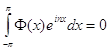 ∫_{-π}^{π} Φ(x)e^{inx}dx = 0